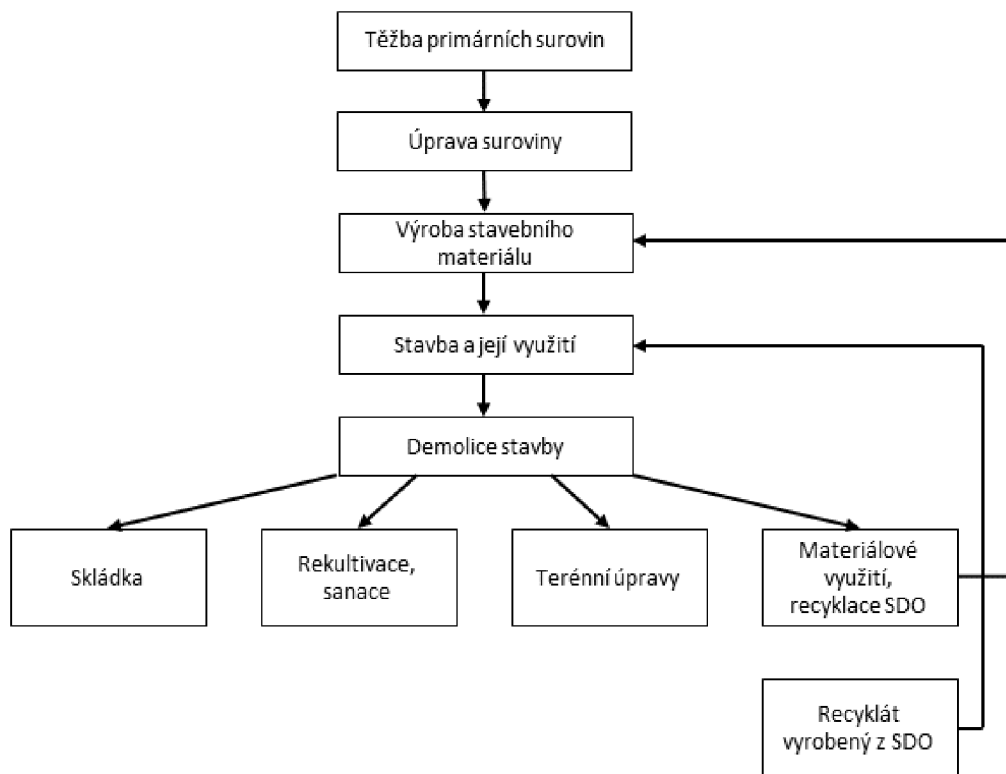 Těžba primárních surovin
Úprava suroviny
Výroba stavebního
materiálu
Stavba a její využití
Demolice stavby
Skládka
Rekultivace,
sanace
Terénní úpravy
Materiálové
využití,
recyklace SDO
Recyklát
vyrobený z SDO